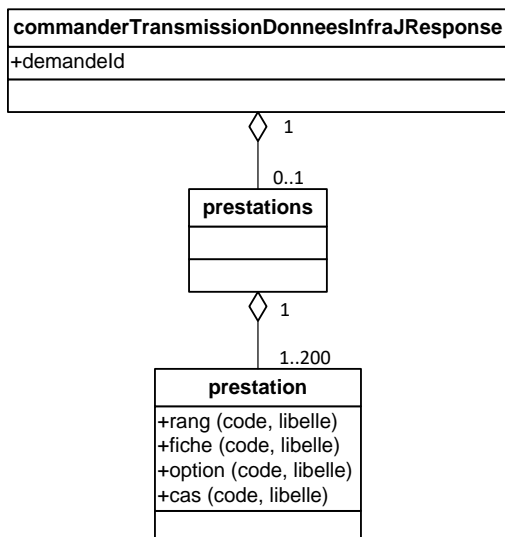 commanderTransmissionDonneesInfraJResponse
+demandeId
1
0..1
prestations
1
1..200
prestation
+rang (code, libelle)
+fiche (code, libelle)
+option (code, libelle)
+cas (code, libelle)